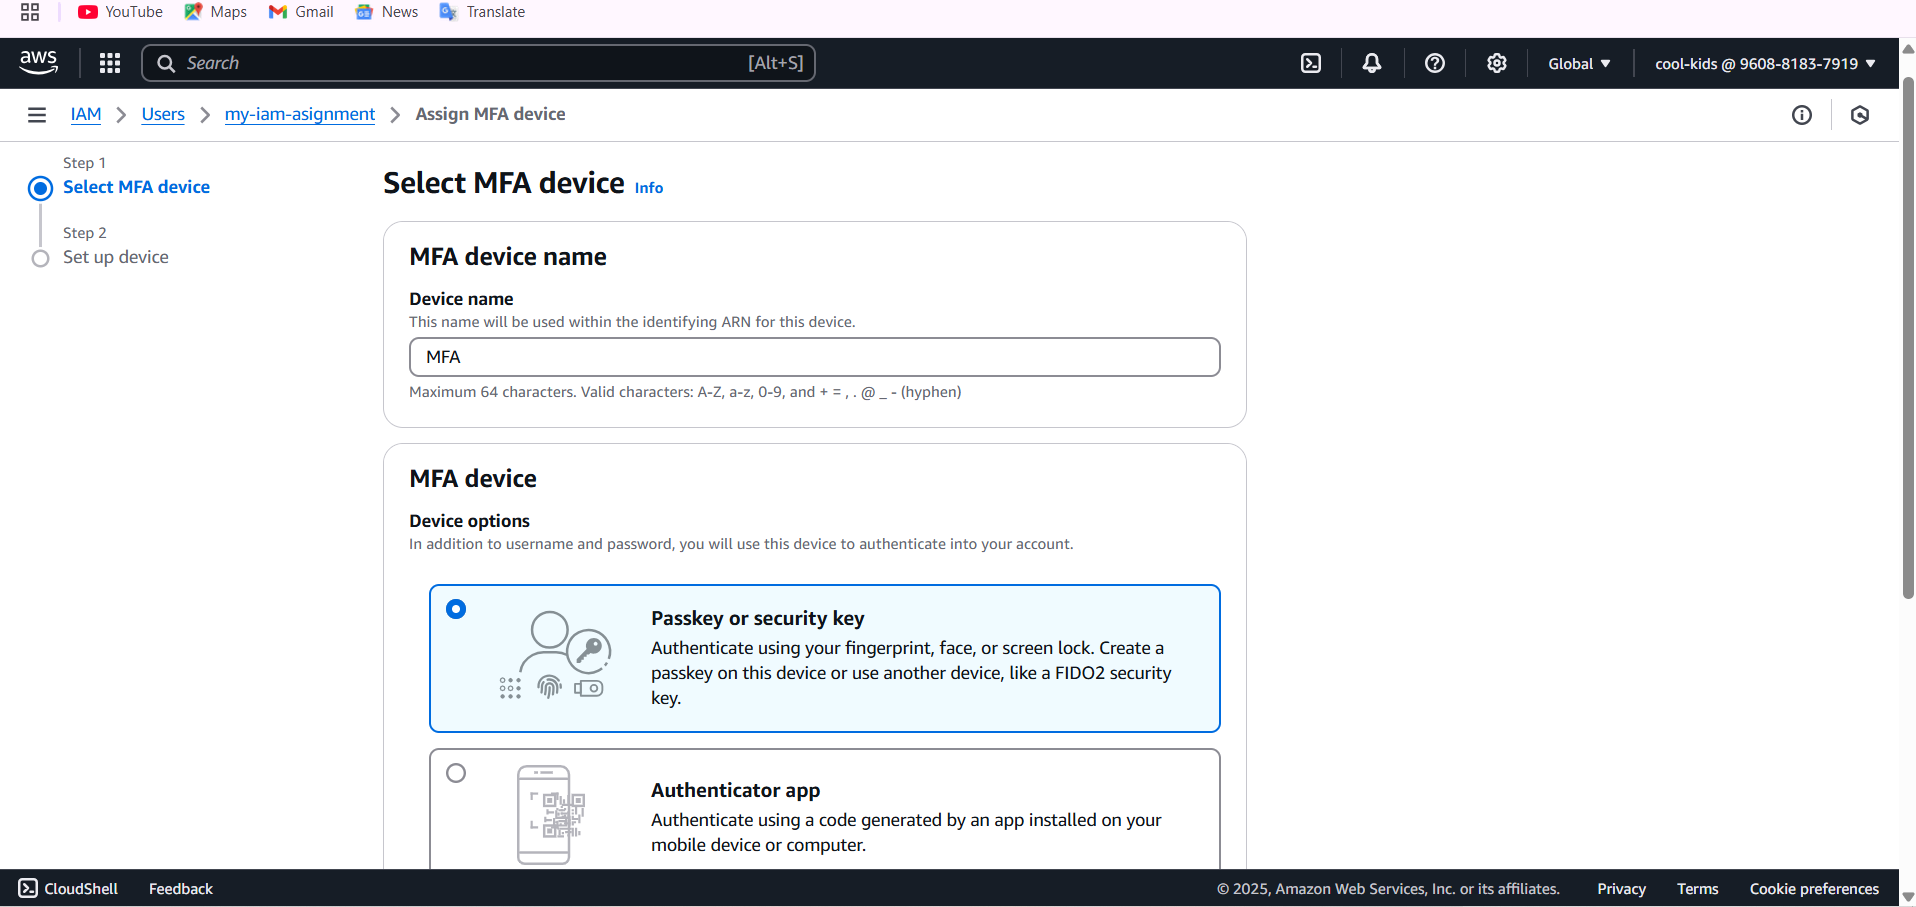 YouTube Maps Gmail News Translate
aws Search [Alt+S] Global cool-kids @ 9608-8183-7919
IAM Users my-iam-asignment Assign MFA device
Step 1
Select MFA device
Step 2
Set up device
Select MFA device Info
MFA device name
Device name
This name will be used within the identifying ARN for this device.
MFA
Maximum 64 characters. Valid characters: A-Z, a-z, 0-9, and + = , . @ _ - (hyphen)
MFA device
Device options
In addition to username and password, you will use this device to authenticate into your account.
Passkey or security key
Authenticate using your fingerprint, face, or screen lock. Create a
passkey on this device or use another device, like a FIDO2 security
key.
Authenticator app
Authenticate using a code generated by an app installed on your
mobile device or computer.
CloudShell Feedback © 2025, Amazon Web Services, Inc. or its affiliates. Privacy Terms Cookie preferences